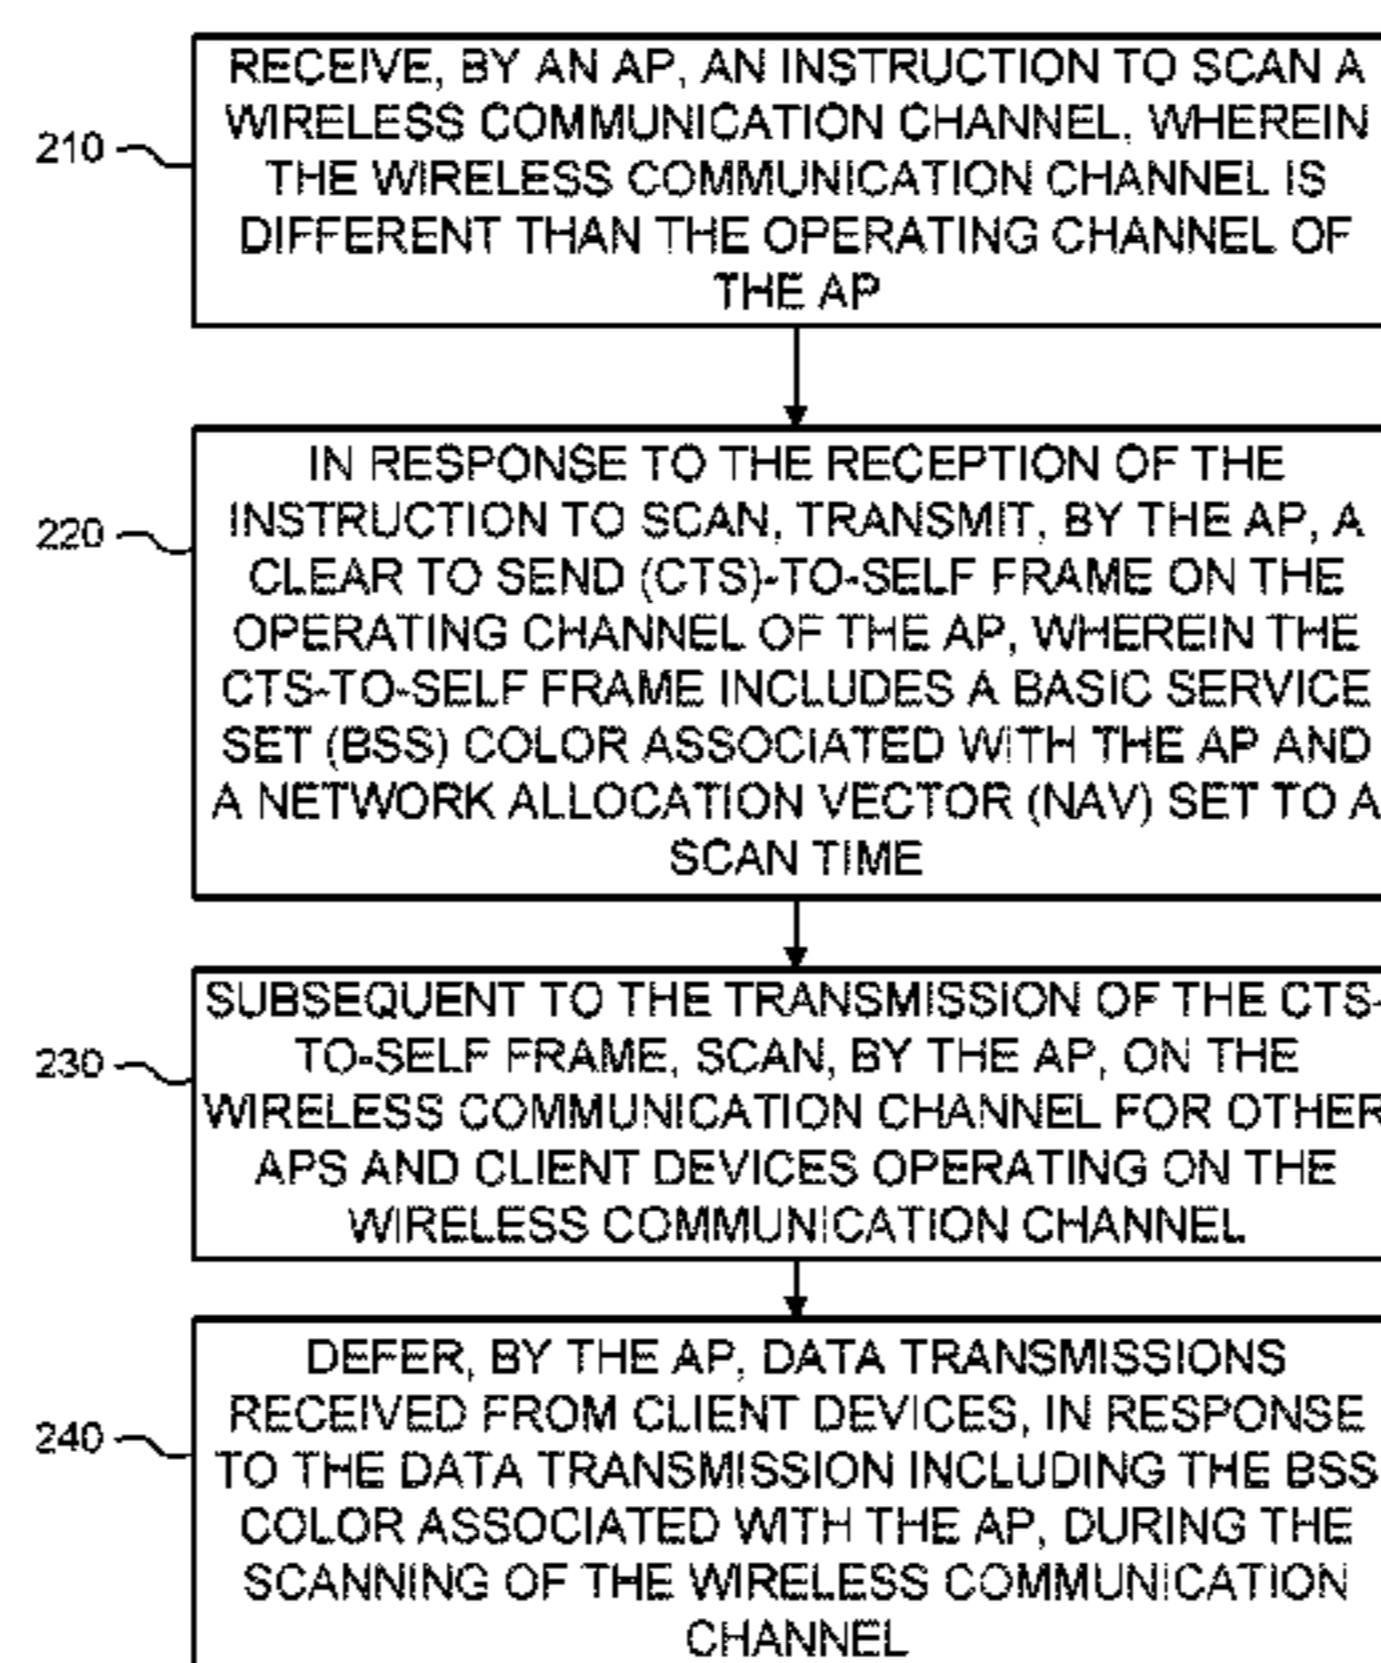 RECEIVE, BY AN AP, AN INSTRUCTION TO SCAN A
WIRELESS COMMUNICATION CHANNEL, WHEREIN
210
THE WIRELESS COMMUNICATION CHANNEL IS
DIFFERENT THAN THE OPERATING CHANNEL OF
THE AP
IN RESPONSE TO THE RECEPTION OF THE
INSTRUCTION TO SCAN, TRANSMIT, BY THE AP, A
220
CLEAR TO SEND (CTS)-TO-SELF FRAME ON THE
OPERATING CHANNEL OF THE AP, WHEREIN THE
CTS-TO-SELF FRAME INCLUDES A BASIC SERVICE
SET (BSS) COLOR ASSOCIATED WITH THE AP AND
A NETWORK ALLOCATION VECTOR (NAV) SET TO A
SCAN TIME
SUBSEQUENT TO THE TRANSMISSION OF THE CTS-
TO-SELF FRAME, SCAN, BY THE AP, ON THE
230
WIRELESS COMMUNICATION CHANNEL FOR OTHER
APS AND CLIENT DEVICES OPERATING ON THE
WIRELESS COMMUNICATION CHANNEL
DEFER, BY THE AP, DATA TRANSMISSIONS
RECEIVED FROM CLIENT DEVICES, IN RESPONSE
240
TO THE DATA TRANSMISSION INCLUDING THE BSS
COLOR ASSOCIATED WITH THE AP, DURING THE
SCANNING OF THE WIRELESS COMMUNICATION
CHANNEL